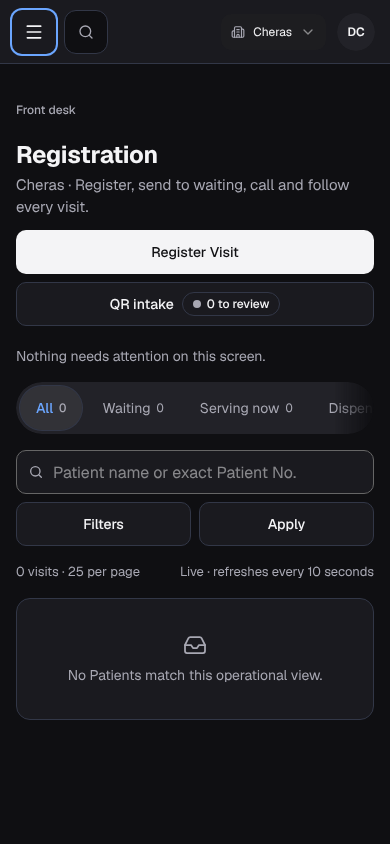 Cheras
DC
Front desk
Registration
Cheras · Register, send to waiting, call and follow
every visit.
Register Visit
QR intake 0 to review
Nothing needs attention on this screen.
All 0 Waiting 0 Serving now 0 Dispen
Patient name or exact Patient No.
Filters Apply
0 visits · 25 per page Live · refreshes every 10 seconds
No Patients match this operational view.